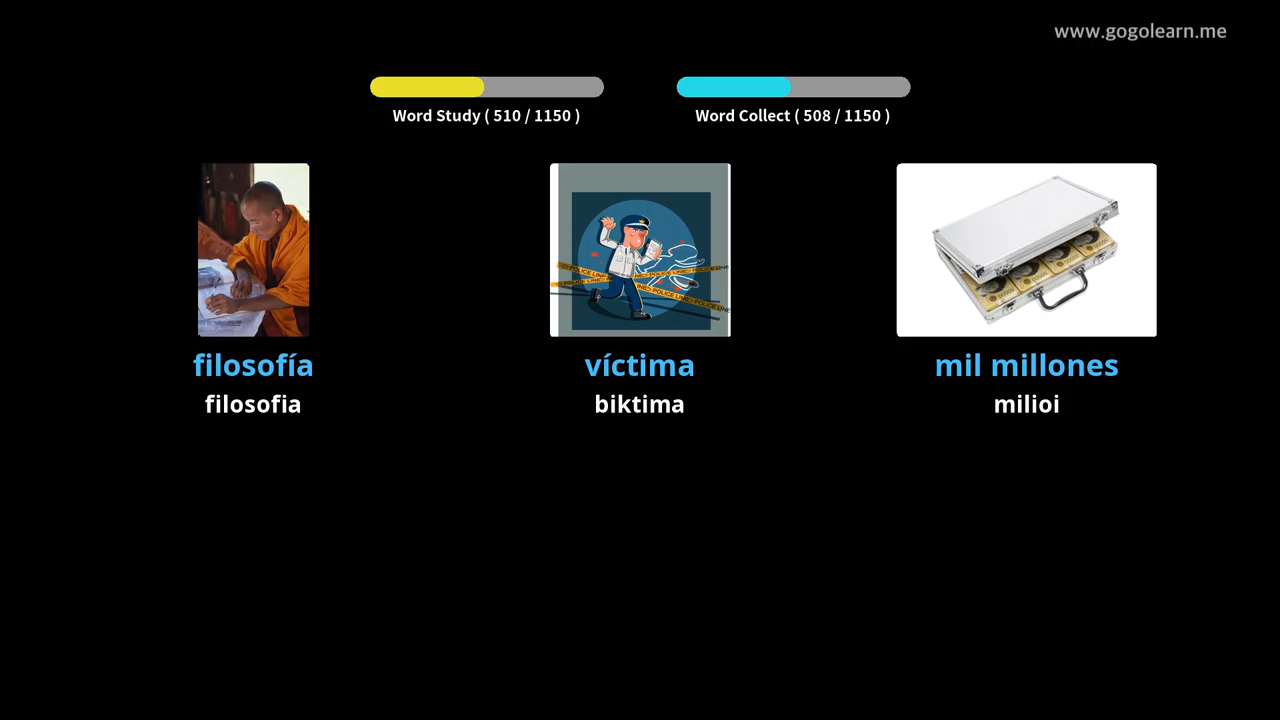 www.gogolearn.me
Word Study ( 510 / 1150 )
Word Collect ( 508 / 1150 )
filosofía
filosofia
víctima
biktima
mil millones
milioi